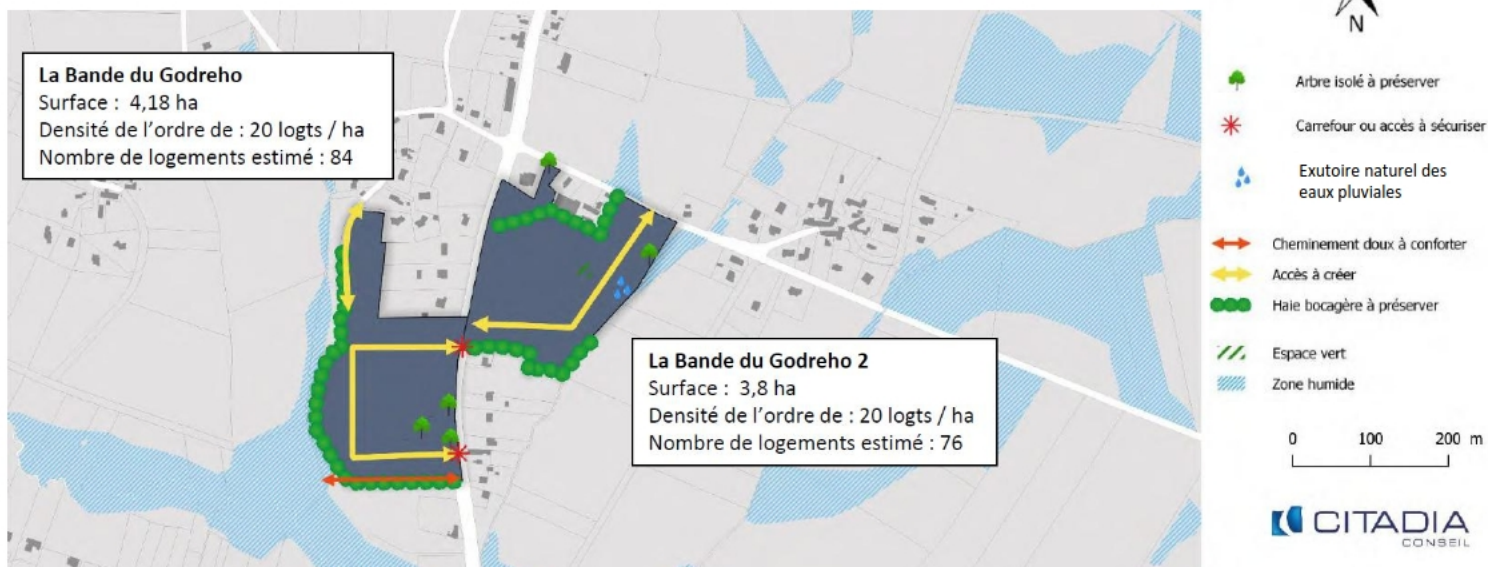 La Bande du Godreho
Surface : 4,18 ha
Densité de l'ordre de : 20 logts / ha
Nombre de logements estimé : 84
La Bande du Godreho 2
Surface : 3,8 ha
Densité de l'ordre de : 20 logts / ha
Nombre de logements estimé : 76
N
Arbre isolé à préserver
Carrefour ou accès à sécuriser
Exutoire naturel des
eaux pluviales
Cheminement doux à conforter
Accès à créer
Haie bocagère à préserver
Espace vert
Zone humide
0 100 200 m
CITADIA
CONSEIL